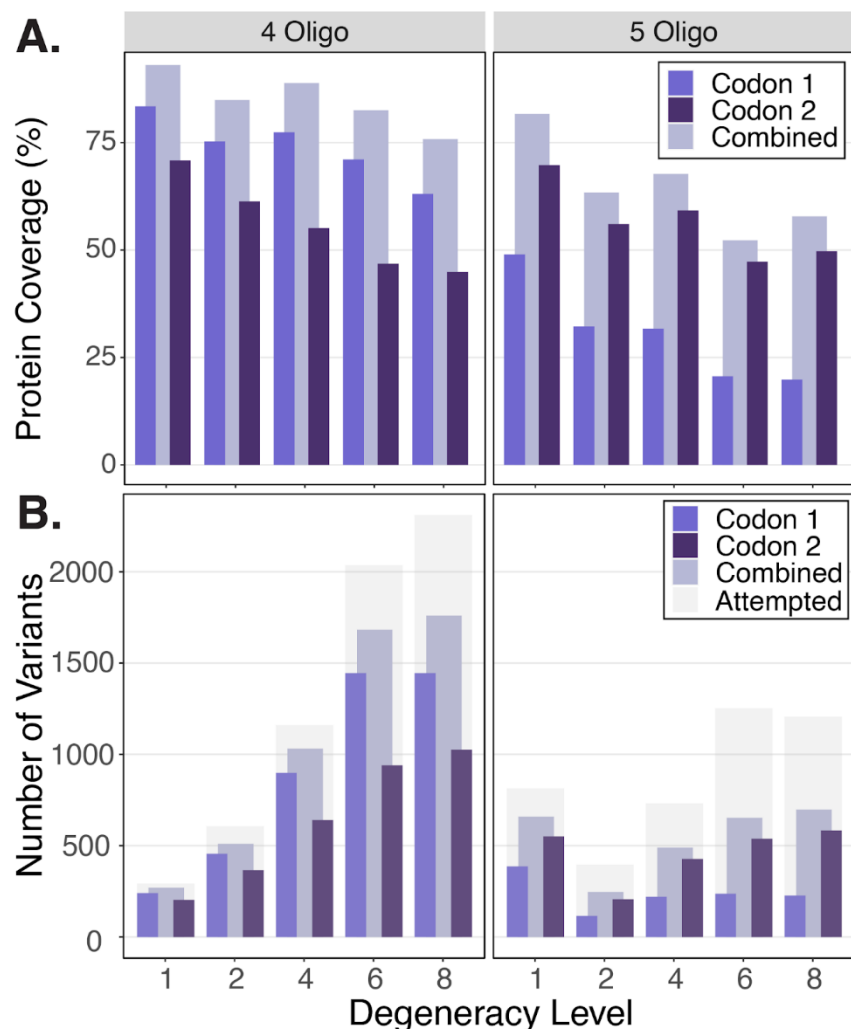 A.
4 Oligo
5 Oligo
Protein Coverage (%)
75
50
25
0
Codon 1
Codon 2
Combined
B.
Number of Variants
2000
1500
1000
500
0
Codon 1
Codon 2
Combined
Attempted
1 2 4 6 8
1 2 4 6 8
Degeneracy Level